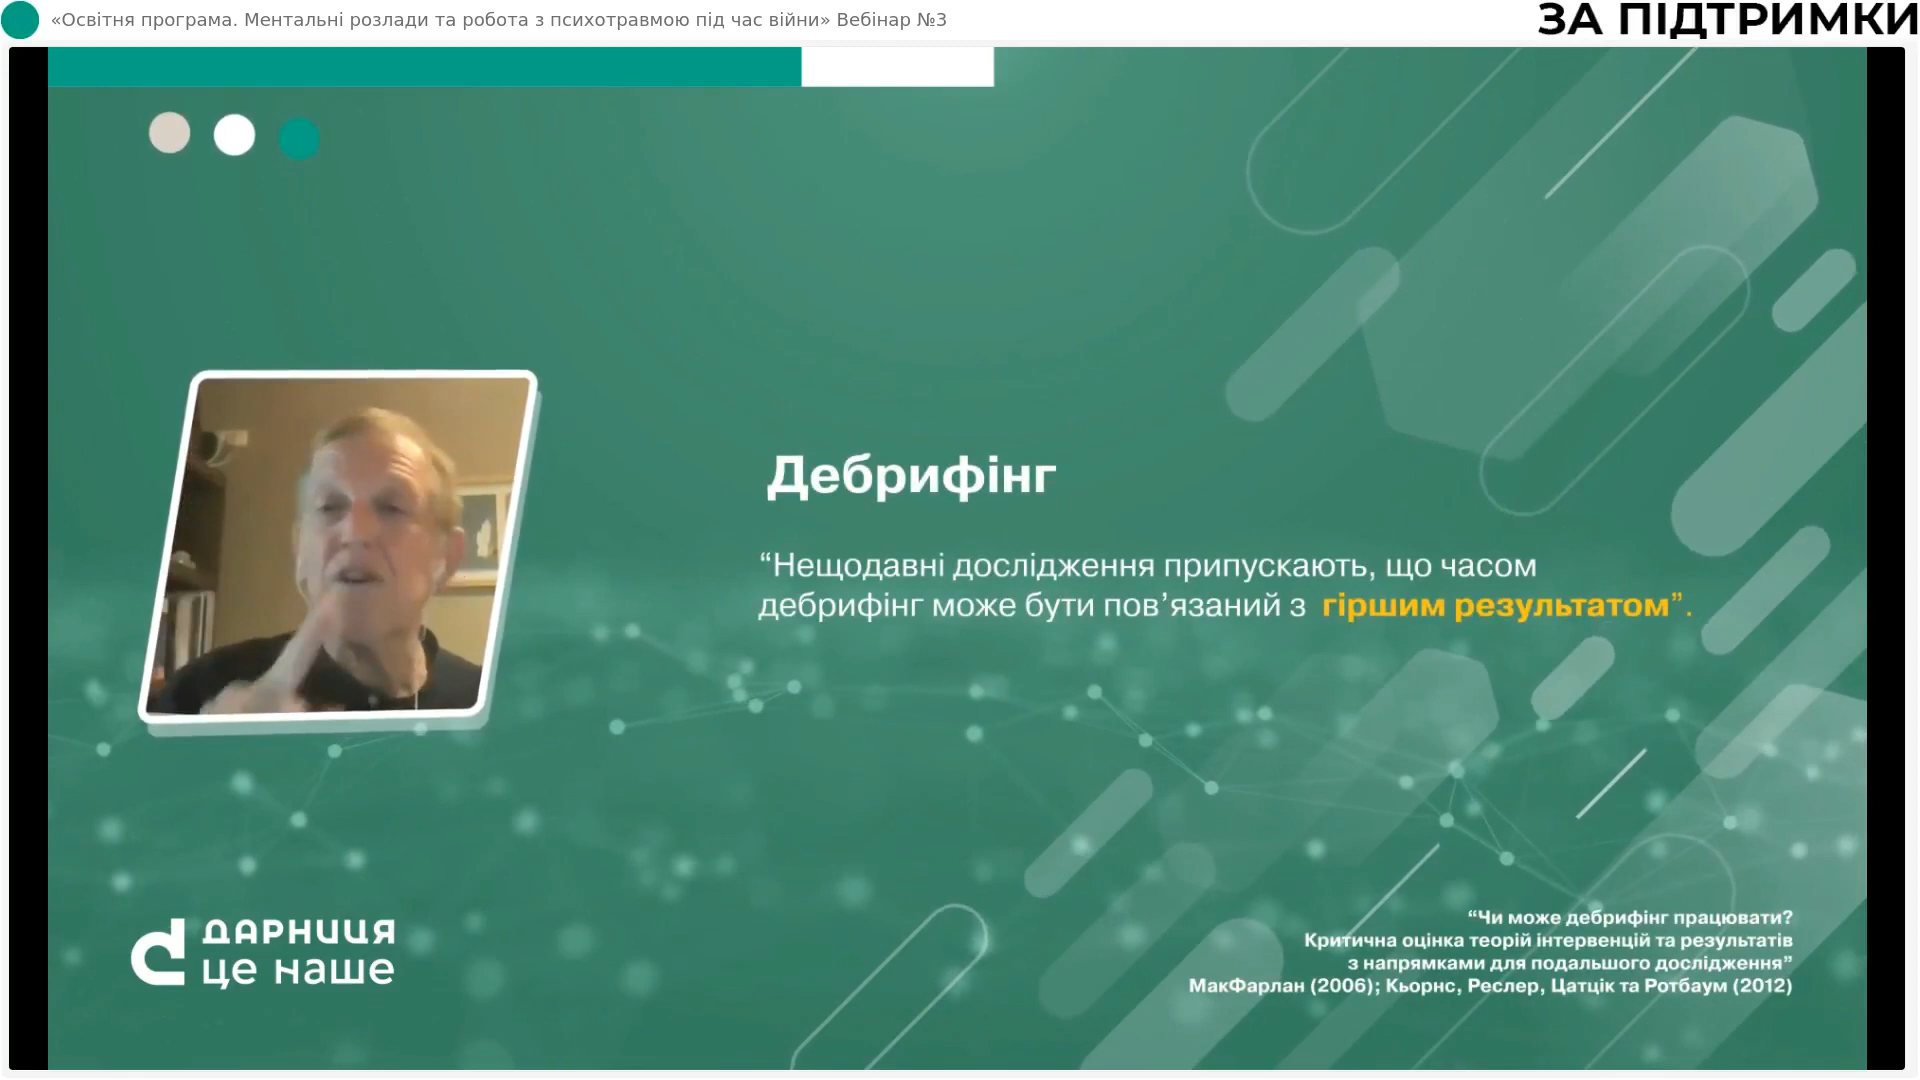 «Освітня програма. Ментальні розлади та робота з психотравмою під час війни» Вебінар №3
ЗА ПІДТРИМКИ
Дебрифінг
“Нещодавні дослідження припускають, що часом
дебрифінг може бути пов’язаний з гіршим результатом”.
ДАРНИЦЯ
це наше
“Чи може дебрифінг працювати?
Критична оцінка теорій інтервенцій та результатів
з напрямками для подальшого дослідження”
МакФарлан (2006); Кьорнс, Реслер, Цатцік та Ротбаум (2012)